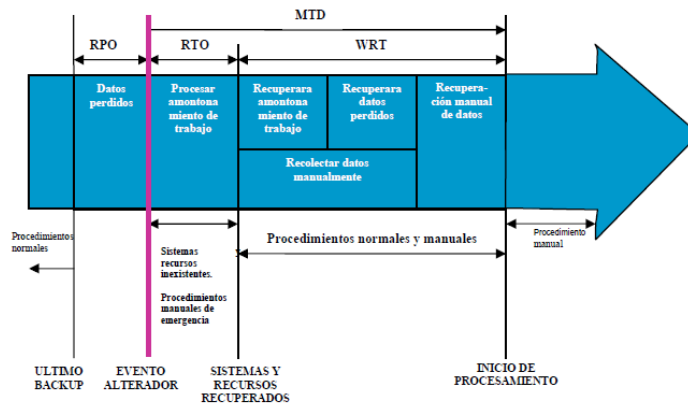 MTD
RPO
RTO
WRT
Datos
perdidos
Procesar
amontona
miento de
trabajo
Recuperara
amontona
miento de
trabajo
Recuperara
datos
perdidos
Recupera-
ción manual
de datos
Recolectar datos
manualmente
Procedimientos
normales
Sistemas y
recursos
inexistentes.
Procedimientos
manuales de
emergencia
Procedimientos normales y manuales
Procedimiento
manual
ULTIMO
BACKUP
EVENTO
ALTERADOR
SISTEMAS Y
RECURSOS
RECUPERADOS
INICIO DE
PROCESAMIENTO